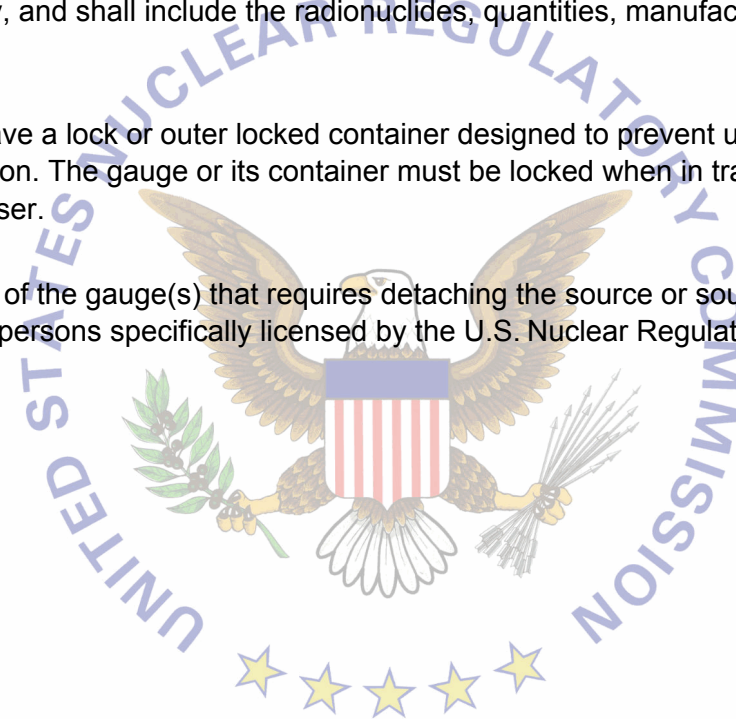 , and shall include the radionuclides, quantities, manufac
ave a lock or outer locked container designed to prevent u
on. The gauge or its container must be locked when in tra
ser.
of the gauge(s) that requires detaching the source or sou
persons specifically licensed by the U.S. Nuclear Regulat
UNITED STATES NUCLEAR REGULATORY COMMISSION